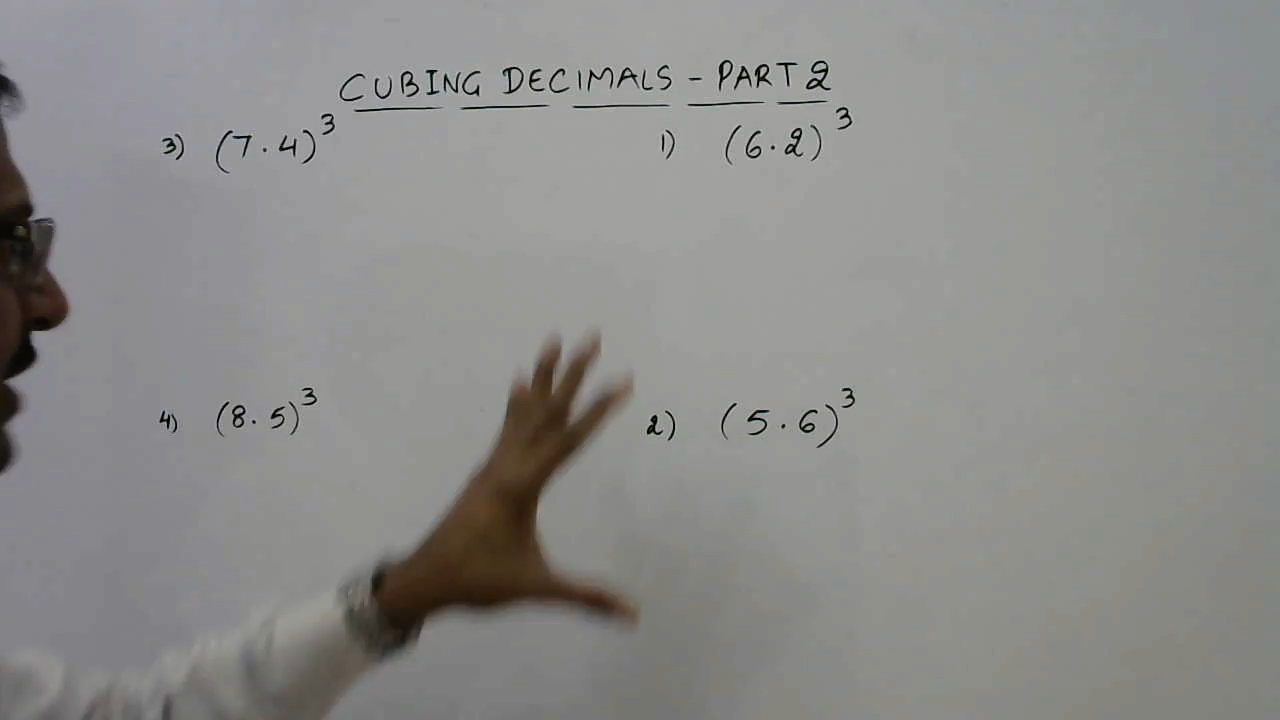 CUBING DECIMALS - PART 2
3) (7.4)³
1) (6.2)³
4) (8.5)³
2) (5.6)³